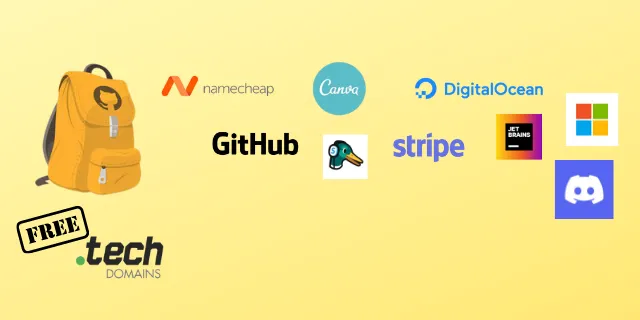 namecheap
Canva
DigitalOcean
GitHub
stripe
JET
BRAINS
FREE
.tech
DOMAINS